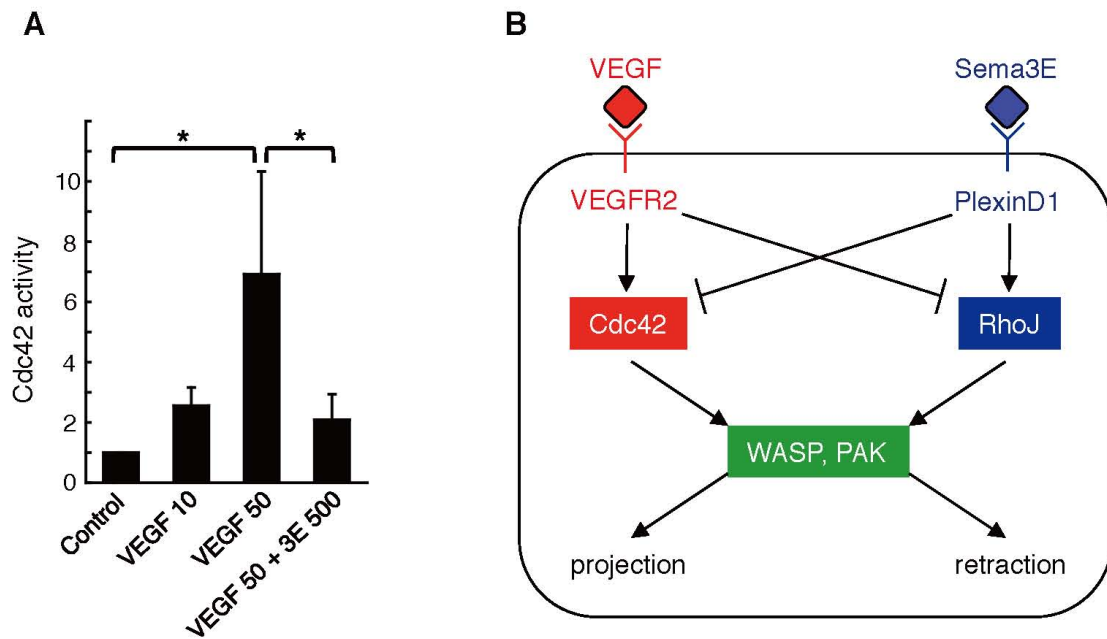 A
Cdc42 activity
10
8
6
4
2
0
*
*
Control
VEGF 10
VEGF 50
VEGF 50 + 3E 500
B
VEGF
Sema3E
VEGFR2
PlexinD1
Cdc42
RhoJ
WASP, PAK
projection
retraction